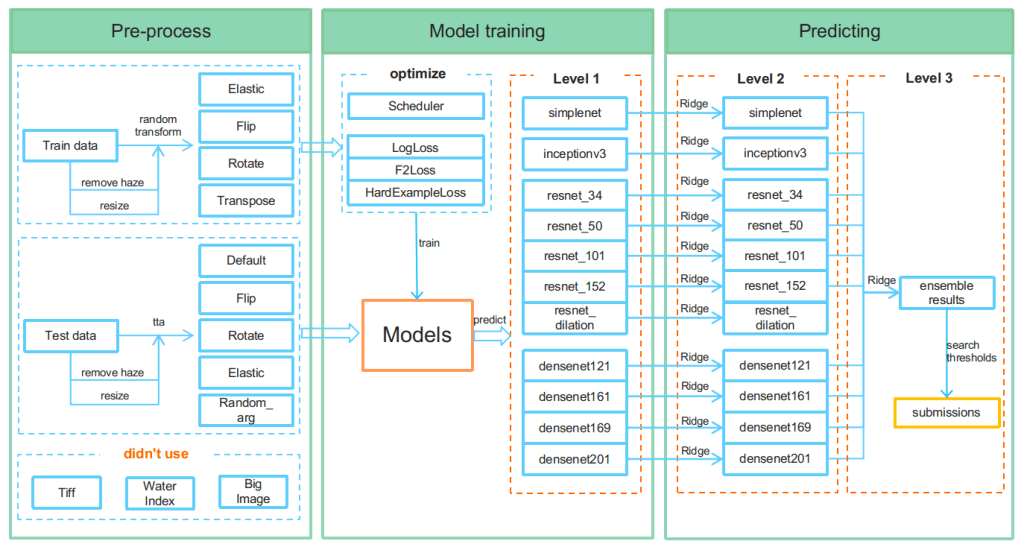 Pre-process
Model training
Predicting
random
transform
Train data
remove haze
resize
Elastic
Flip
Rotate
Transpose
tta
Test data
remove haze
resize
Default
Flip
Rotate
Elastic
Random_
arg
didn't use
Tiff
Water
Index
Big
Image
optimize
Scheduler
LogLoss
F2Loss
HardExampleLoss
train
Models
predict
Level 1
simplenet
inceptionv3
resnet_34
resnet_50
resnet_101
resnet_152
resnet_
dilation
densenet121
densenet161
densenet169
densenet201
Ridge
Ridge
Ridge
Ridge
Ridge
Ridge
Ridge
Ridge
Ridge
Ridge
Ridge
Level 2
simplenet
inceptionv3
resnet_34
resnet_50
resnet_101
resnet_152
resnet_
dilation
densenet121
densenet161
densenet169
densenet201
Level 3
Ridge
ensemble
results
search
thresholds
submissions